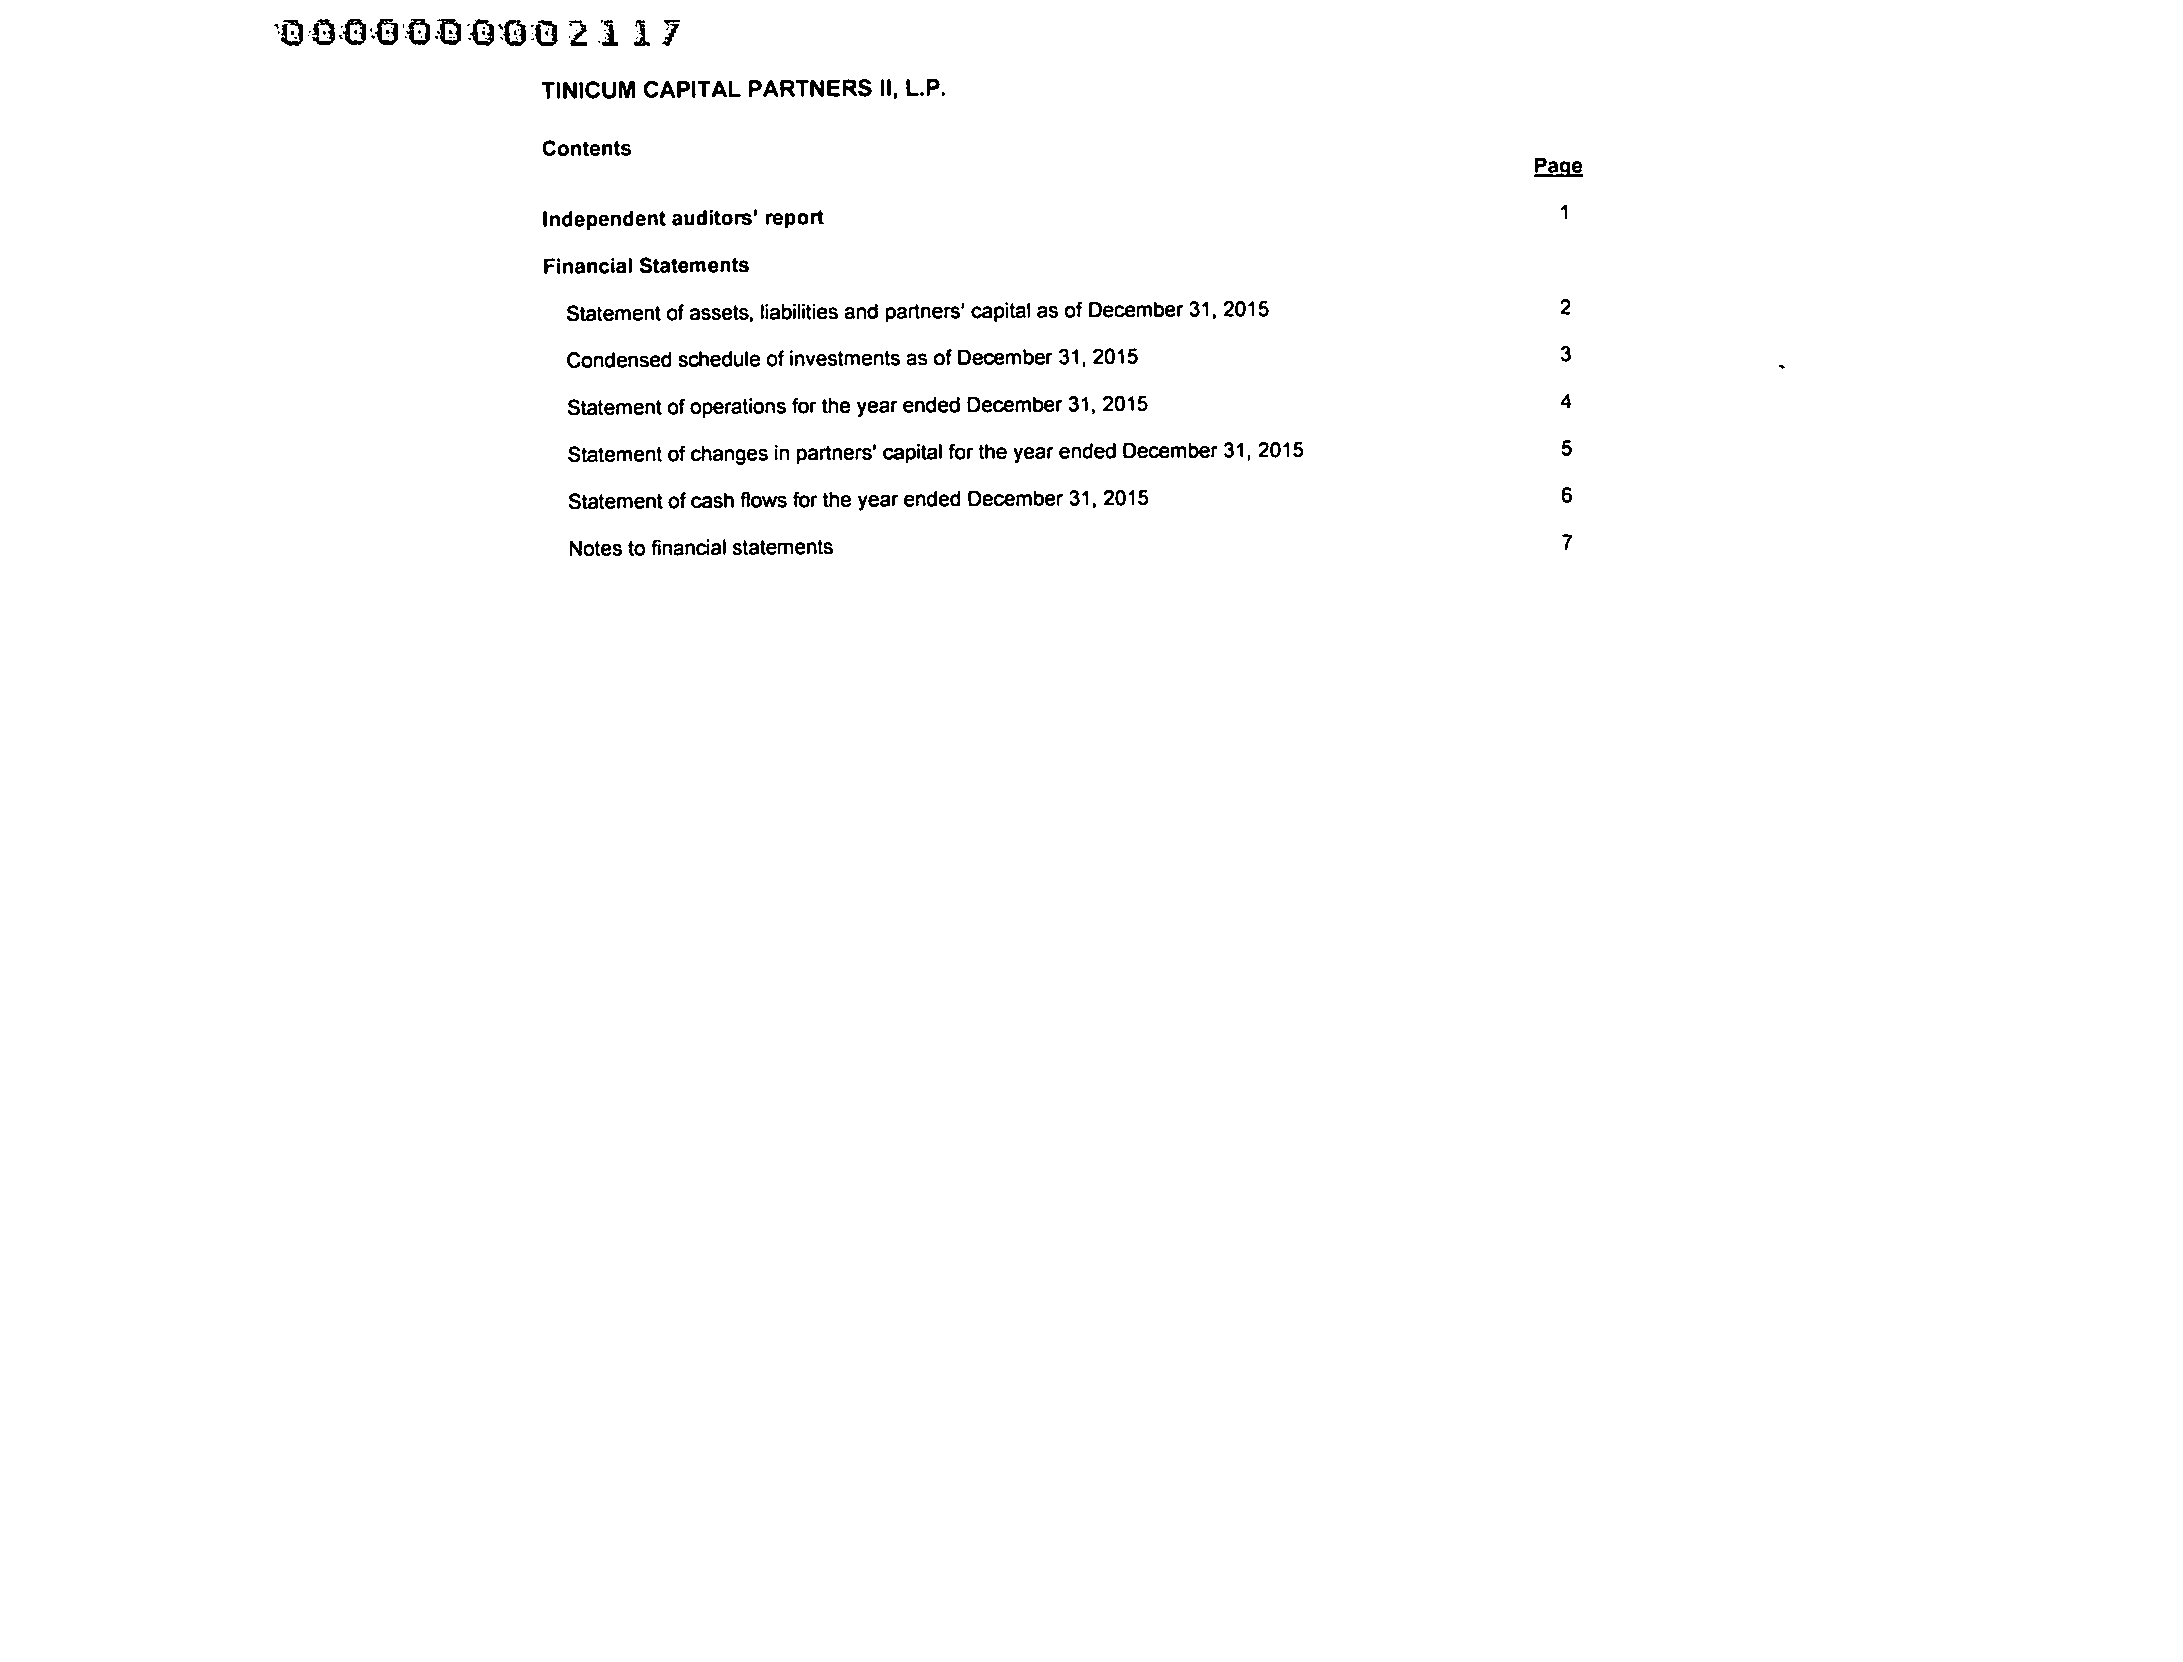 0000000002117
TINICUM CAPITAL PARTNERS II, L.P.
Contents
Page
Independent auditors' report 1
Financial Statements
Statement of assets, liabilities and partners' capital as of December 31, 2015 2
Condensed schedule of investments as of December 31, 2015 3
Statement of operations for the year ended December 31, 2015 4
Statement of changes in partners' capital for the year ended December 31, 2015 5
Statement of cash flows for the year ended December 31, 2015 6
Notes to financial statements 7